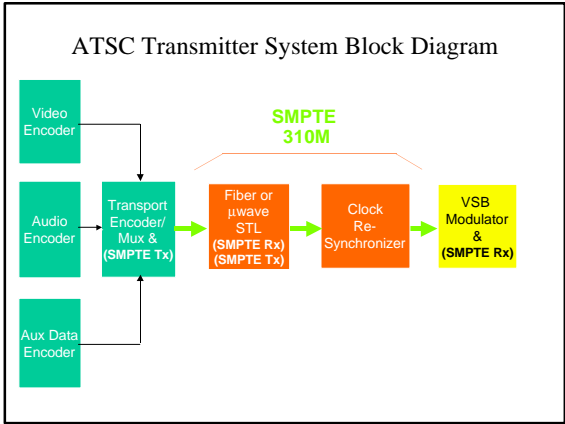 ATSC Transmitter System Block Diagram
Video
Encoder
SMPTE
310M
Audio
Encoder
Transport
Encoder/
Mux &
(SMPTE Tx)
Fiber or
μwave
STL
(SMPTE Rx)
(SMPTE Tx)
Clock
Re-
Synchronizer
VSB
Modulator
&
(SMPTE Rx)
Aux Data
Encoder